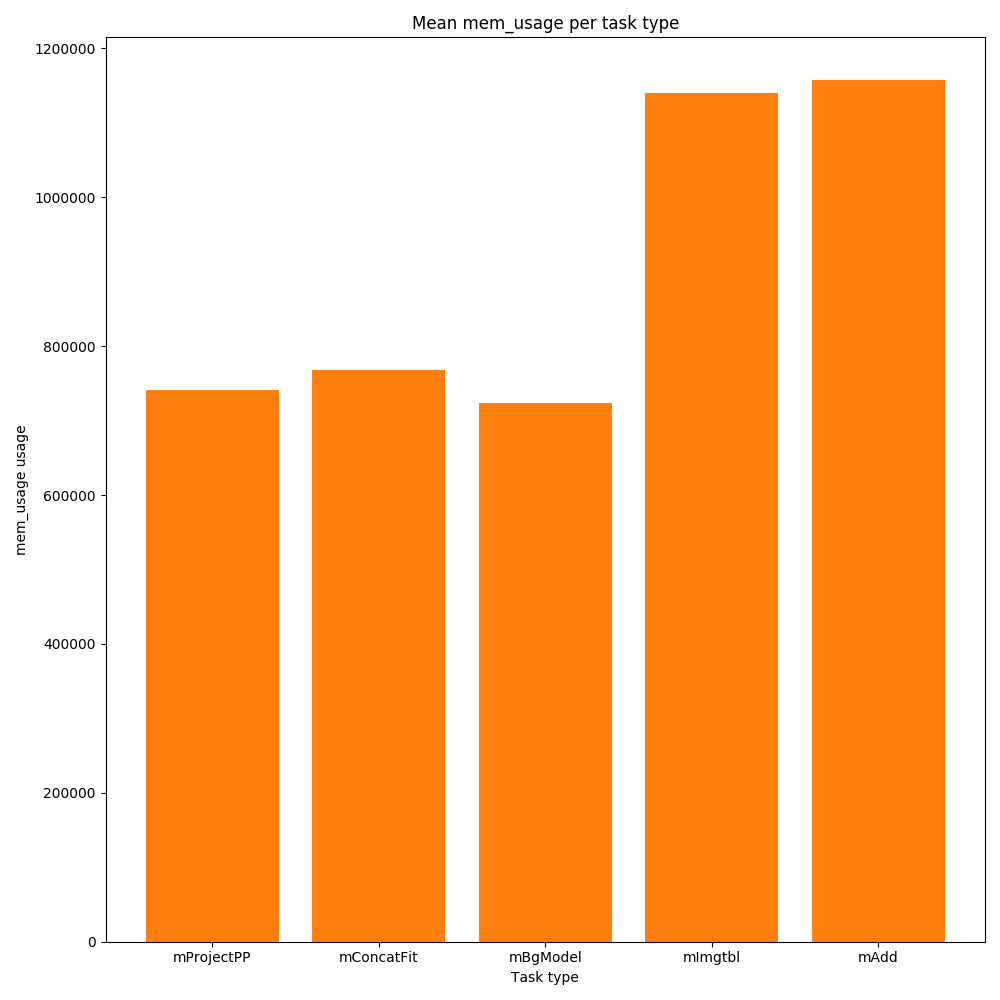 Mean mem_usage per task type
1200000
1000000
800000
600000
400000
200000
0
mem_usage usage
mProjectPP mConcatFit mBgModel mImgtbl mAdd
Task type